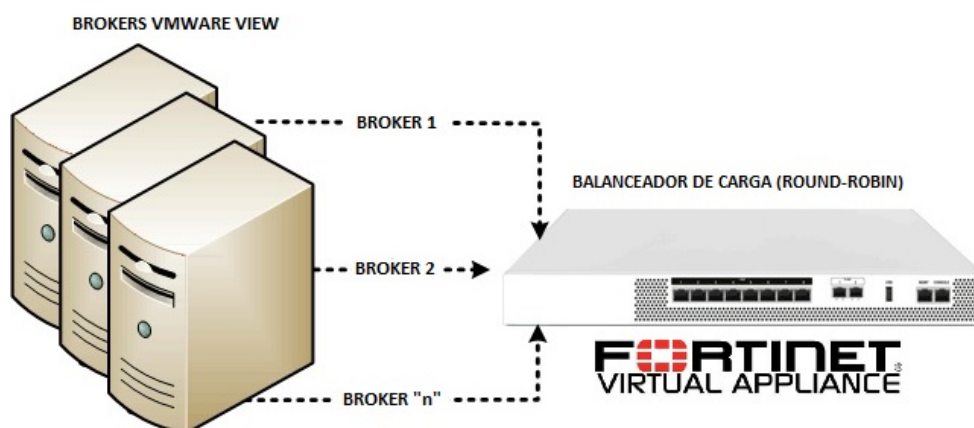 BROKERS VMWARE VIEW
BROKER 1
BALANCEADOR DE CARGA (ROUND-ROBIN)
BROKER 2
FORTINET
VIRTUAL APPLIANCE
BROKER "n"